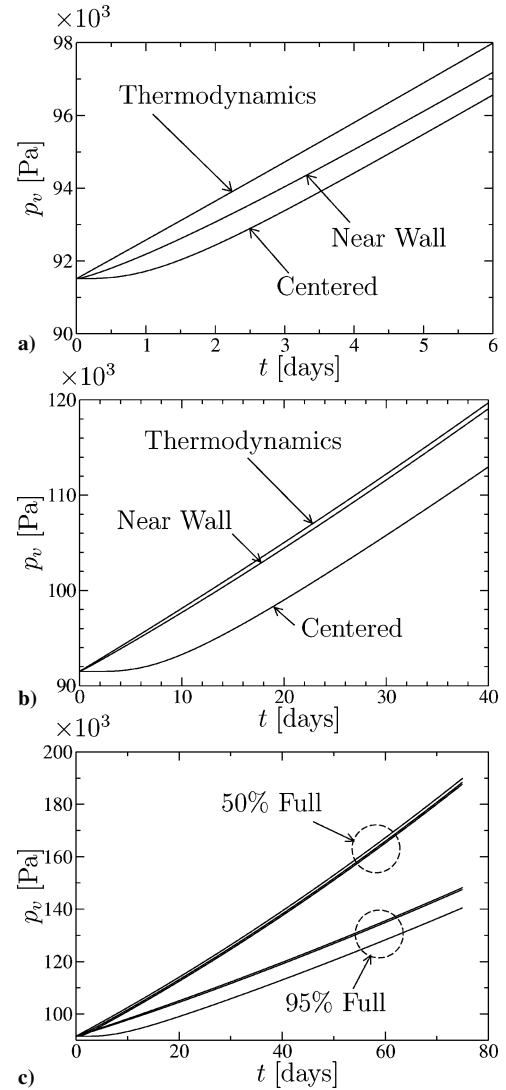 ×10³
98
96
94
92
90
p_v [Pa]
Thermodynamics
Near Wall
Centered
0 1 2 3 4 5 6
t [days]
a)
×10³
120
110
100
90
p_v [Pa]
Thermodynamics
Near Wall
Centered
0 10 20 30 40
t [days]
b)
×10³
200
180
160
140
120
100
p_v [Pa]
50% Full
95% Full
0 20 40 60 80
t [days]
c)